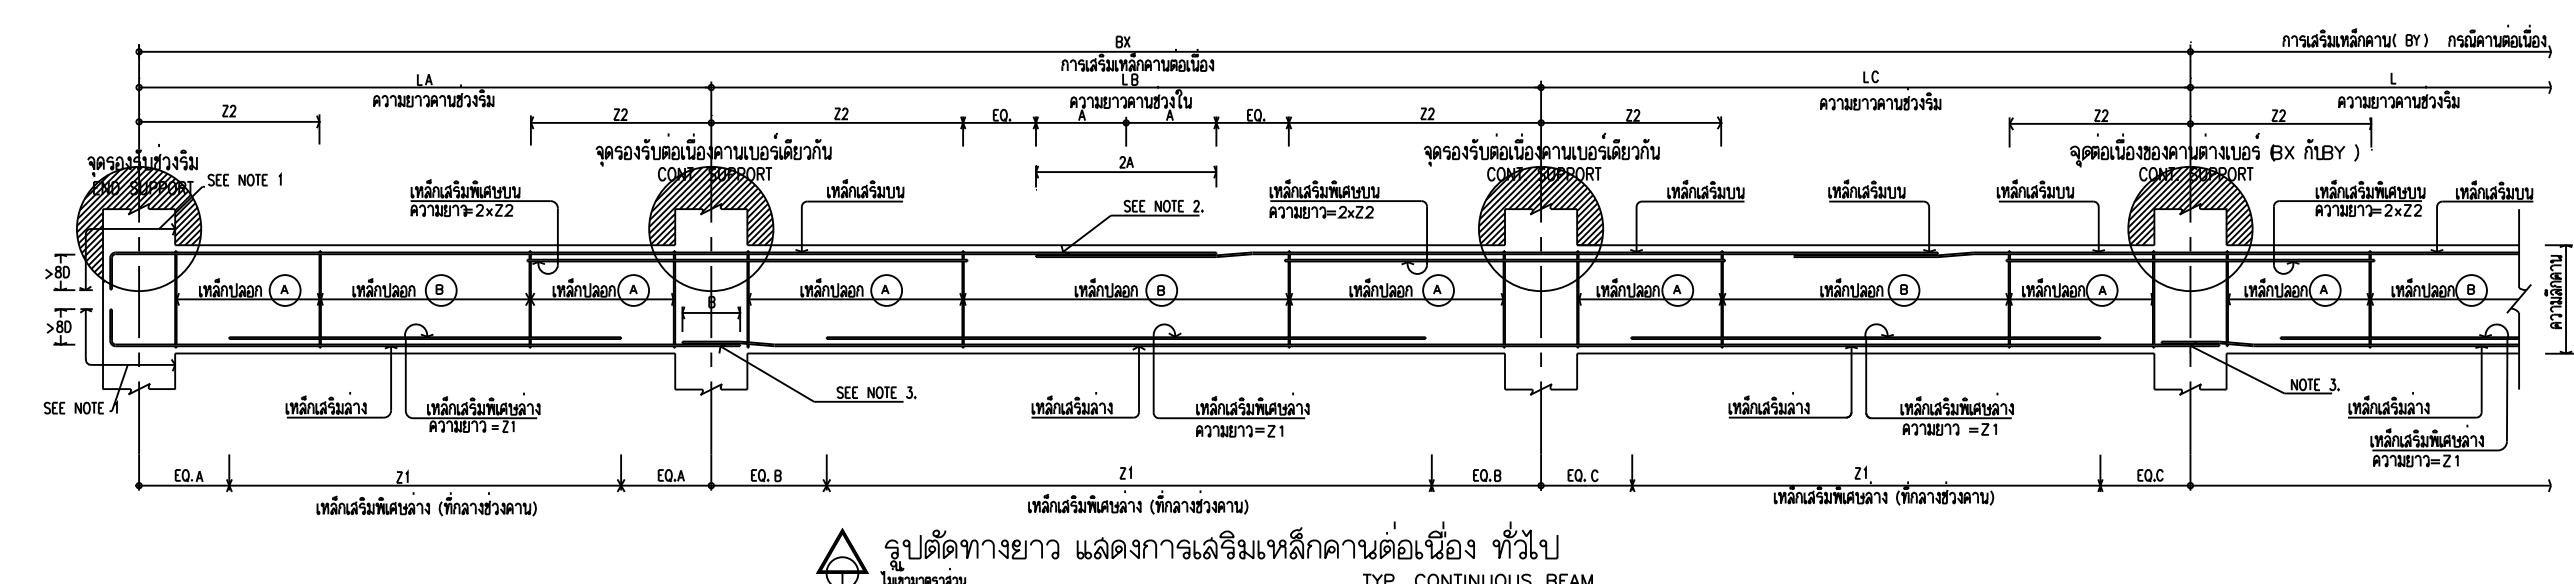 BX
การเสริมเหล็กคานต่อเนื่อง
การเสริมเหล็กคาน( BY ) กรณีคานต่อเนื่อง
LA
ความยาวคานช่วงริม
LB
ความยาวคานช่วงใน
LC
ความยาวคานช่วงริม
L
ความยาวคานช่วงริม
Z2
Z2
Z2
EQ.
A
A
EQ.
Z2
Z2
Z2
Z2
2A
จุดรองรับช่วงริม
END SUPPORT
จุดรองรับต่อเนื่องคานเบอร์เดียวกัน
CONT. SUPPORT
จุดรองรับต่อเนื่องคานเบอร์เดียวกัน
CONT. SUPPORT
จุดต่อเนื่องของคานต่างเบอร์ (BX กับBY )
CONT. SUPPORT
SEE NOTE 1
เหล็กเสริมพิเศษบน
ความยาว=2xZ2
เหล็กเสริมบน
SEE NOTE 2.
เหล็กเสริมพิเศษบน
ความยาว=2xZ2
เหล็กเสริมบน
เหล็กเสริมบน
เหล็กเสริมบน
เหล็กเสริมพิเศษบน
ความยาว=2xZ2
เหล็กเสริมบน
>8D
>8D
เหล็กปลอก A
เหล็กปลอก B
เหล็กปลอก A
B
เหล็กปลอก A
เหล็กปลอก B
เหล็กปลอก A
เหล็กปลอก A
เหล็กปลอก B
เหล็กปลอก A
เหล็กปลอก A
เหล็กปลอก B
ความลึกคาน
SEE NOTE 1
เหล็กเสริมล่าง
เหล็กเสริมพิเศษล่าง
ความยาว =Z1
SEE NOTE 3.
เหล็กเสริมล่าง
เหล็กเสริมพิเศษล่าง
ความยาว=Z1
เหล็กเสริมล่าง
เหล็กเสริมพิเศษล่าง
ความยาว =Z1
NOTE 3.
เหล็กเสริมล่าง
เหล็กเสริมพิเศษล่าง
ความยาว=Z1
EQ.A
Z1
EQ.A
EQ. B
Z1
EQ.B
EQ. C
Z1
EQ.C
เหล็กเสริมพิเศษล่าง (ที่กลางช่วงคาน)
เหล็กเสริมพิเศษล่าง (ที่กลางช่วงคาน)
เหล็กเสริมพิเศษล่าง (ที่กลางช่วงคาน)
รูปตัดทางยาว แสดงการเสริมเหล็กคานต่อเนื่อง ทั่วไป
ไม่เข้ามาตราส่วน
TYP. CONTINUOUS BEAM